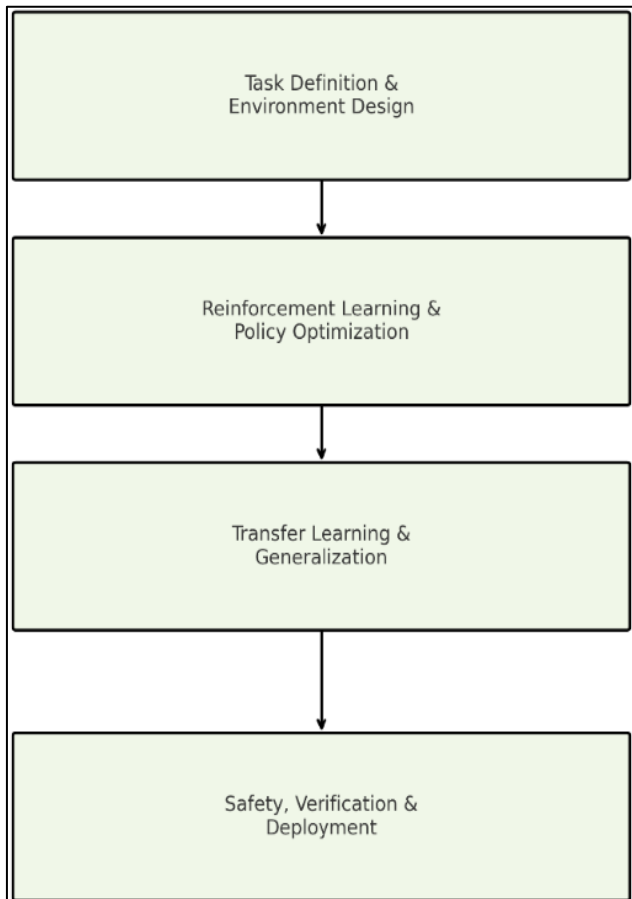 Task Definition &
Environment Design
Reinforcement Learning &
Policy Optimization
Transfer Learning &
Generalization
Safety, Verification &
Deployment